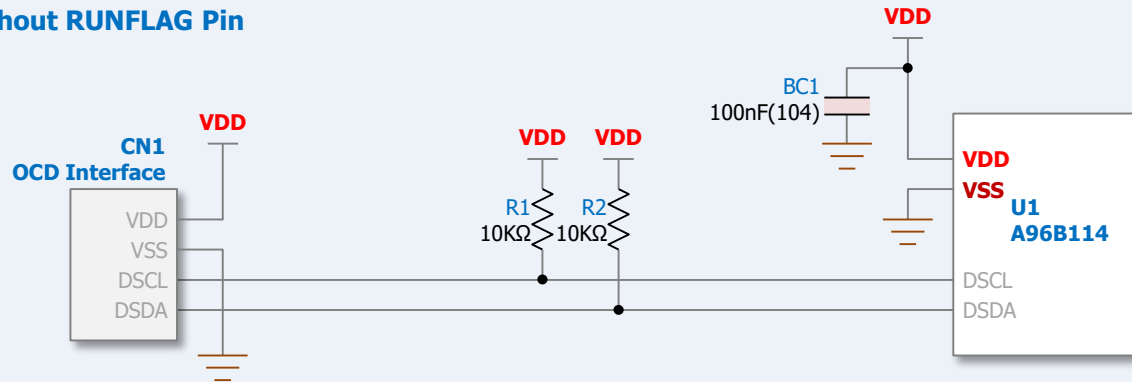 hout RUNFLAG Pin
VDD
BC1
100nF(104)
VDD
CN1
OCD Interface
VDD
VDD
R1
10KΩ
R2
10KΩ
VDD
VSS
DSCL
DSDA
VDD
VSS
U1
A96B114
DSCL
DSDA